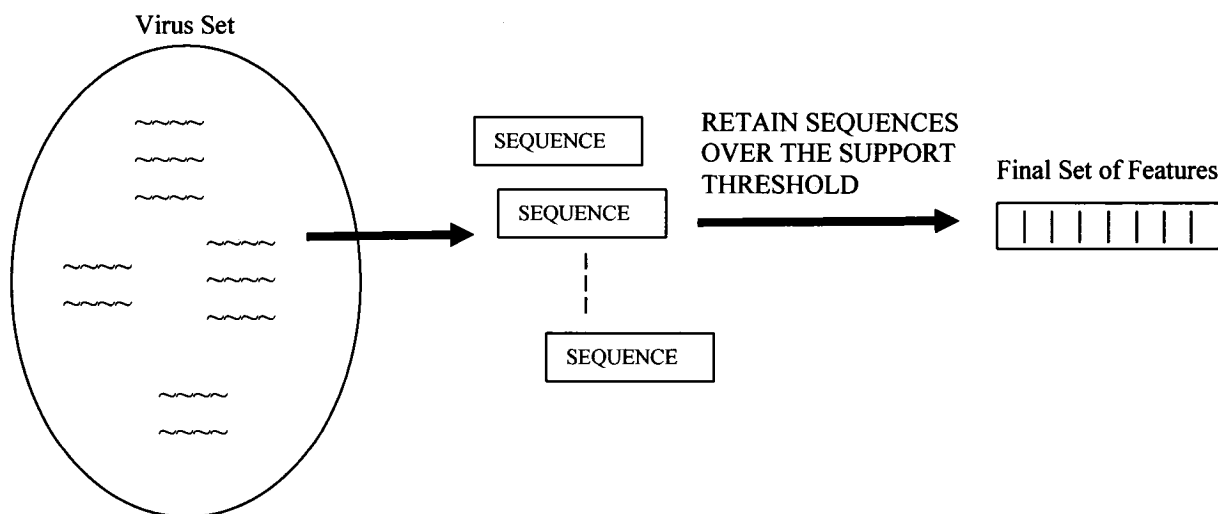 Virus Set
SEQUENCE
SEQUENCE
SEQUENCE
RETAIN SEQUENCES
OVER THE SUPPORT
THRESHOLD
Final Set of Features